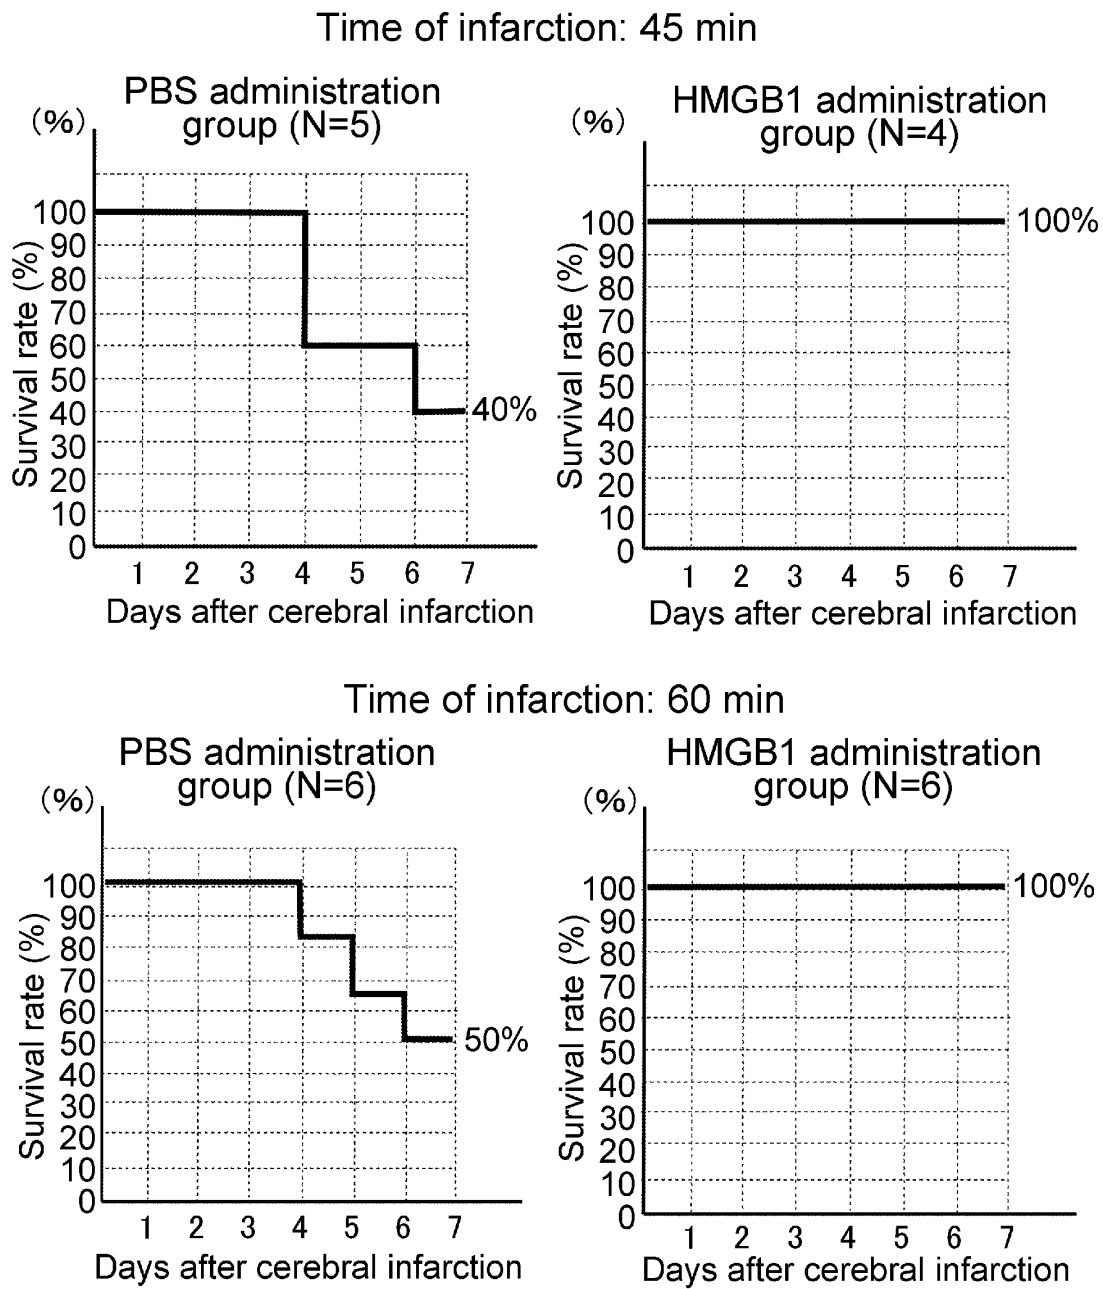 Time of infarction: 45 min
PBS administration
group (N=5)
(%)
100
90
80
70
60
50
40
30
20
10
0
Survival rate (%)
40%
1 2 3 4 5 6 7
Days after cerebral infarction
HMGB1 administration
group (N=4)
(%)
100
90
80
70
60
50
40
30
20
10
0
Survival rate (%)
100%
1 2 3 4 5 6 7
Days after cerebral infarction
Time of infarction: 60 min
PBS administration
group (N=6)
(%)
100
90
80
70
60
50
40
30
20
10
0
Survival rate (%)
50%
1 2 3 4 5 6 7
Days after cerebral infarction
HMGB1 administration
group (N=6)
(%)
100
90
80
70
60
50
40
30
20
10
0
Survival rate (%)
100%
1 2 3 4 5 6 7
Days after cerebral infarction